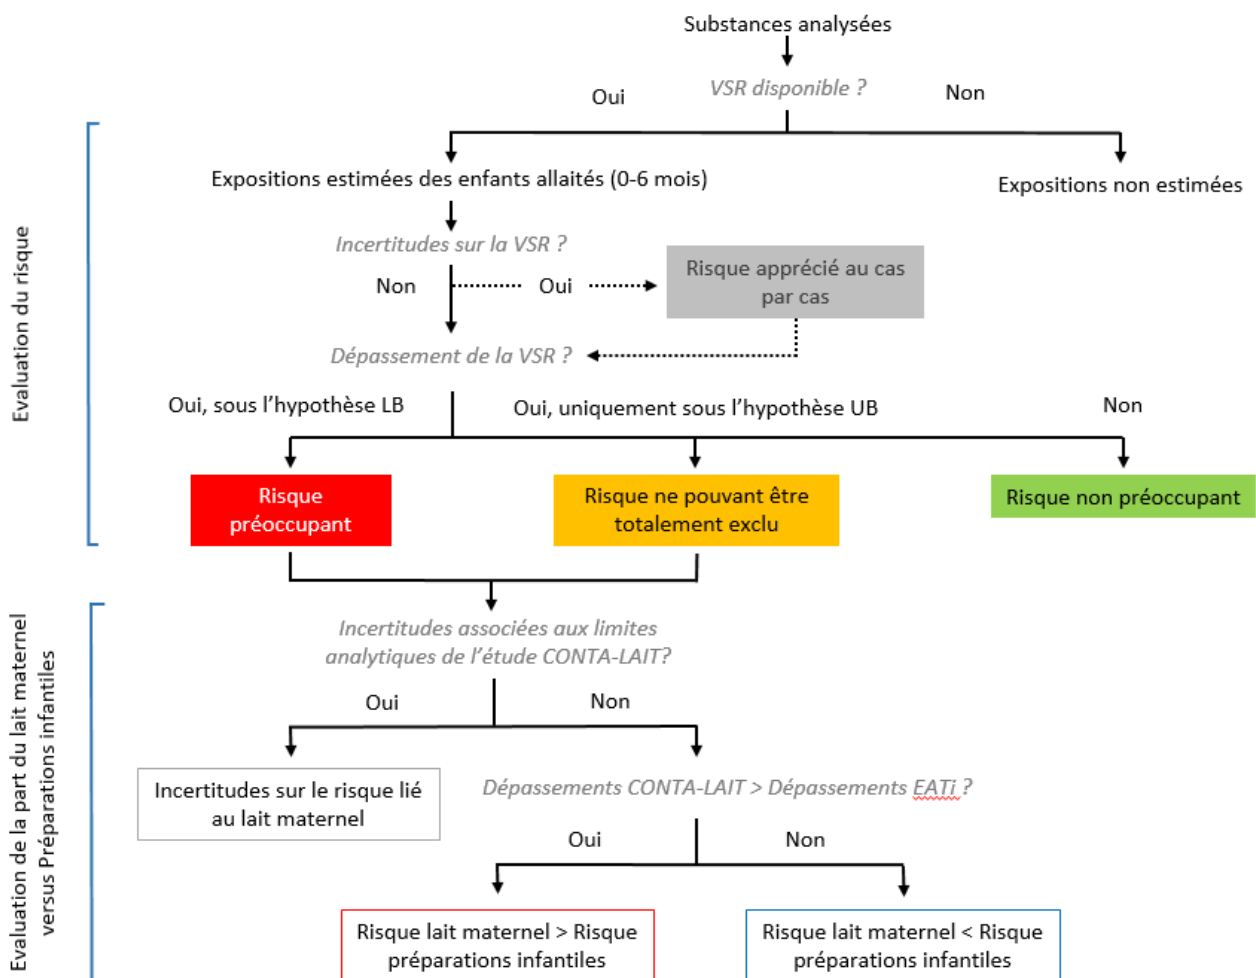 Substances analysées
VSR disponible ?
Oui
Non
Evaluation du risque
Expositions estimées des enfants allaités (0-6 mois)
Expositions non estimées
Incertitudes sur la VSR ?
Non
Oui
Risque apprécié au cas
par cas
Dépassement de la VSR ?
Oui, sous l'hypothèse LB
Oui, uniquement sous l'hypothèse UB
Non
Risque
préoccupant
Risque ne pouvant être
totalement exclu
Risque non préoccupant
Evaluation de la part du lait maternel
versus Préparations infantiles
Incertitudes associées aux limites
analytiques de l'étude CONTA-LAIT?
Oui
Non
Incertitudes sur le risque lié
au lait maternel
Dépassements CONTA-LAIT > Dépassements EATi ?
Oui
Non
Risque lait maternel > Risque
préparations infantiles
Risque lait maternel < Risque
préparations infantiles